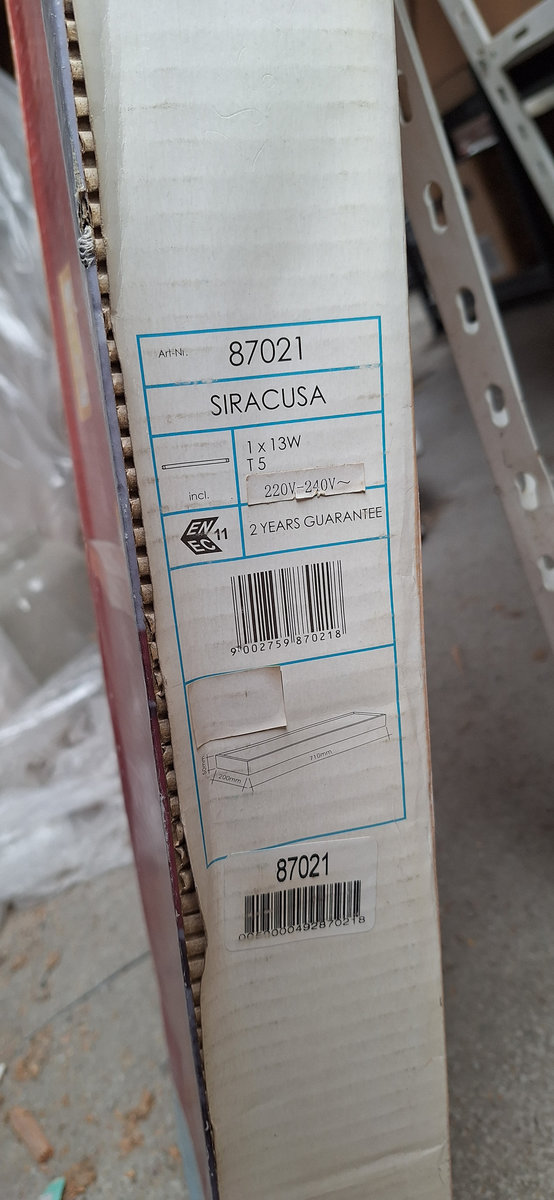 Art-Nr. 87021
SIRACUSA
1 x 13W
T5
incl.
220V-240V~
EN
EC
11
2 YEARS GUARANTEE
9 002759 870218
710mm
200mm
87021